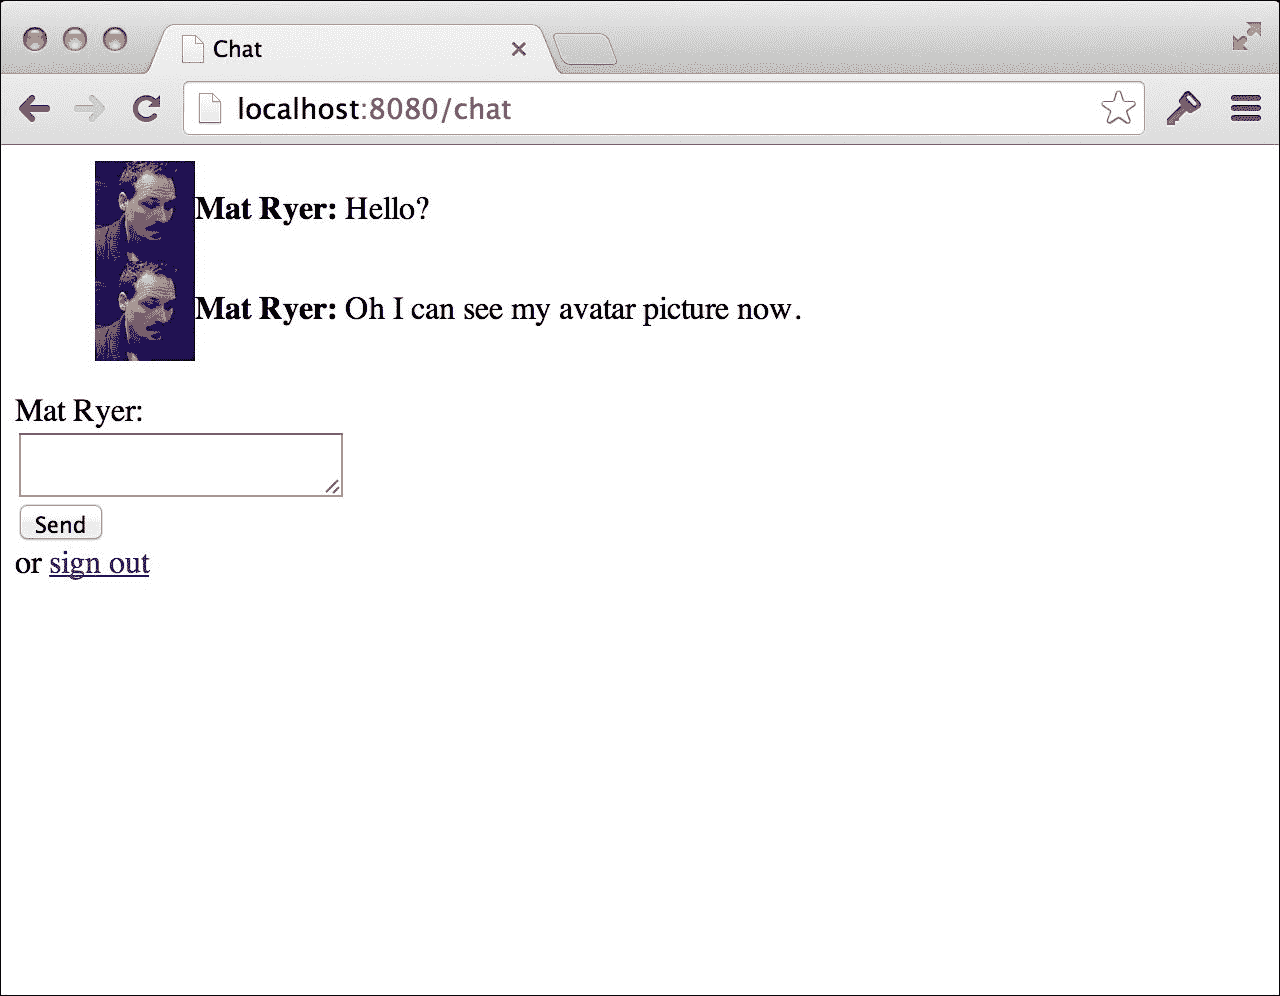 Chat
localhost:8080/chat
Mat Ryer: Hello?
Mat Ryer: Oh I can see my avatar picture now.
Mat Ryer:
Send
or sign out